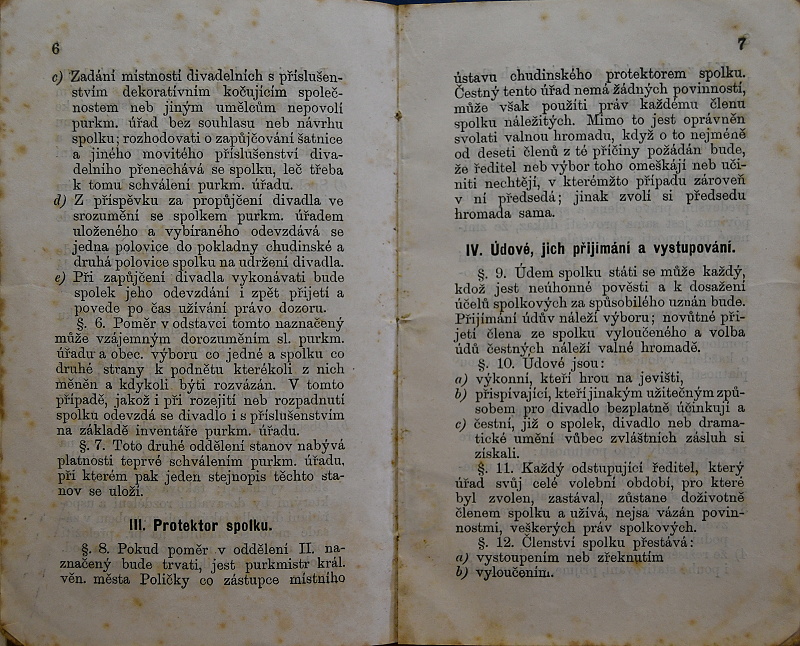 6
c) Zadání místností divadelních s příslušen-
stvím dekorativním kočujícím společ-
nostem neb jiným umělcům nepovolí
purkm. úřad bez souhlasu neb návrhu
spolku; rozhodovati o zapůjčování šatnice
a jiného movitého příslušenství diva-
delního přenechává se spolku, leč třeba
k tomu schválení purkm. úřadu.
d) Z příspěvku za propůjčení divadla ve
srozumění se spolkem purkm. úřadem
uloženého a vybíraného odevzdává se
jedna polovice do pokladny chudinské a
druhá polovice spolku na udržení divadla.
e) Při zapůjčení divadla vykonávati bude
spolek jeho odevzdání i zpět přijetí a
povede po čas užívání právo dozoru.
§. 6. Poměr v odstavci tomto naznačený
může vzájemným dorozuměním sl. purkm.
úřadu a obec. výboru co jedné a spolku co
druhé strany k podnětu kterékoli z nich
měněn a kdykoli býti rozvázán. V tomto
případě, jakož i při rozejití neb rozpadnutí
spolku odevzdá se divadlo i s příslušenstvím
na základě inventáře purkm. úřadu.
§. 7. Toto druhé oddělení stanov nabývá
platnosti teprvé schválením purkm. úřadu,
při kterém pak jeden stejnopis těchto sta-
nov se uloží.
III. Protektor spolku.
§. 8. Pokud poměr v oddělení II. na-
značený bude trvati, jest purkmistr král.
věn. města Poličky co zástupce místního
7
ústavu chudinského protektorem spolku.
Čestný tento úřad nemá žádných povinností,
může však použíti práv každému členu
spolku náležitých. Mimo to jest oprávněn
svolati valnou hromadu, když o to nejméně
od deseti členů z té příčiny požádán bude,
že ředitel neb výbor toho omeškájí neb uči-
niti nechtějí, v kterémžto případu zároveň
v ní předsedá; jinak zvolí si předsedu
hromada sama.
IV. Údové, jich přijímání a vystupování.
§. 9. Údem spolku státi se může každý,
kdož jest neúhonné pověsti a k dosažení
účelů spolkových za spůsobilého uznán bude.
Přijímání údův náleží výboru; novútné při-
jetí člena ze spolku vyloučeného a volba
údů čestných náleží valné hromadě.
§. 10. Údové jsou:
a) výkonní, kteří hrou na jevišti,
b) přispívající, kteří jinakým užitečným způ-
sobem pro divadlo bezplatně účinkují a
c) čestní, již o spolek, divadlo neb drama-
tické umění vůbec zvláštních zásluh si
získali.
§. 11. Každý odstupující ředitel, který
úřad svůj celé volební období, pro které
byl zvolen, zastával, zůstane doživotně
členem spolku a užívá, nejsa vázán povin-
nostmi, veškerých práv spolkových.
§. 12. Členství spolku přestává:
a) vystoupením neb zřeknutím
b) vyloučením.